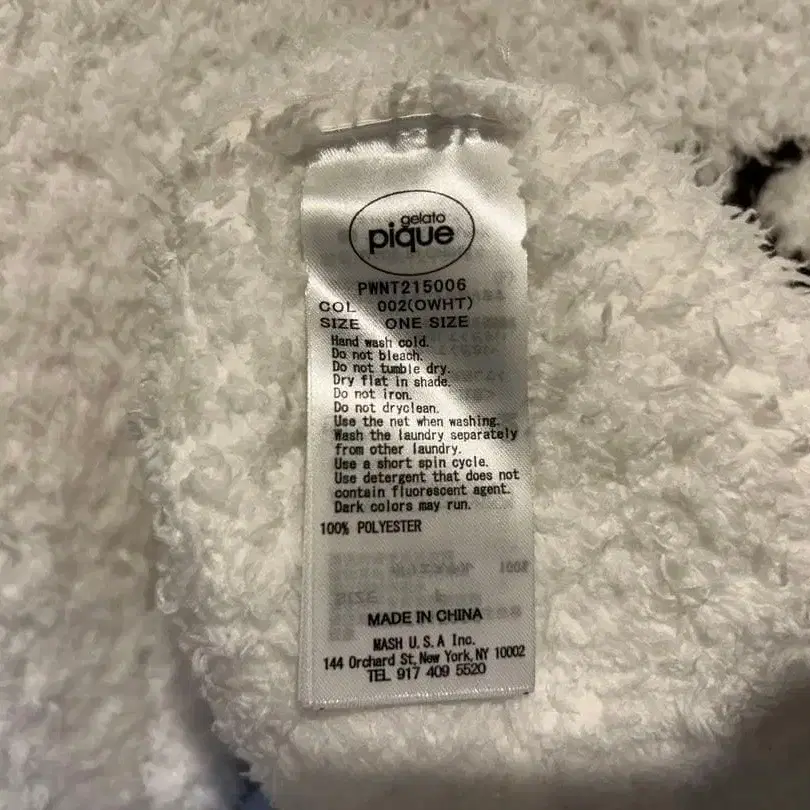 gelato
pique
PWNT215006
COL 002(OWHT)
SIZE ONE SIZE
Hand wash cold.
Do not bleach.
Do not tumble dry.
Dry flat in shade.
Do not iron.
Do not dryclean.
Use the net when washing.
Wash the laundry separately
from other laundry.
Use a short spin cycle.
Use detergent that does not
contain fluorescent agent.
Dark colors may run.
100% POLYESTER
MADE IN CHINA
MASH U.S.A Inc.
144 Orchard St,New York,NY 10002
TEL 917 409 5520